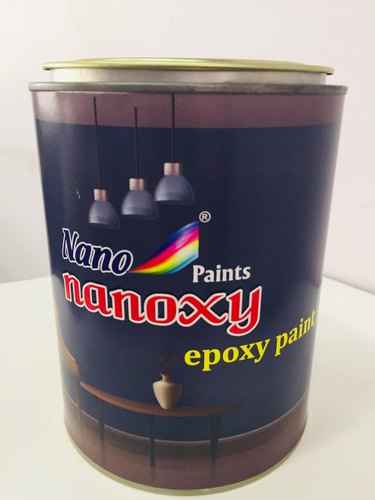 Nano ®
Paints
nanoxy
epoxy paint